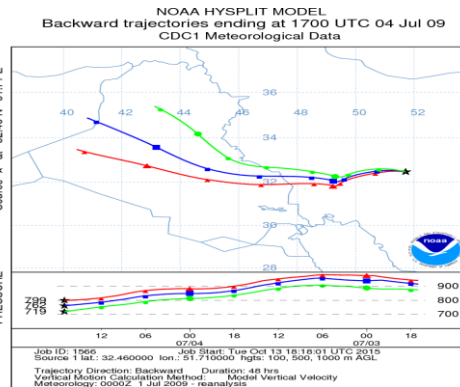 NOAA HYSPLIT MODEL
Backward trajectories ending at 1700 UTC 04 Jul 09
CDC1 Meteorological Data
40 42 44 46 48 50 52
36
34
32
30
28
noaa
799
762
719
900
800
700
12 06 00 18 12 06 00 18
07/04 07/03
Job ID: 1566 Job Start: Tue Oct 13 18:18:01 UTC 2015
Source 1 lat.: 32.460000 lon.: 51.710000 hgts: 100, 500, 1000 m AGL
Trajectory Direction: Backward Duration: 48 hrs
Vertical Motion Calculation Method: Model Vertical Velocity
Meteorology: 0000Z 1 Jul 2009 - reanalysis